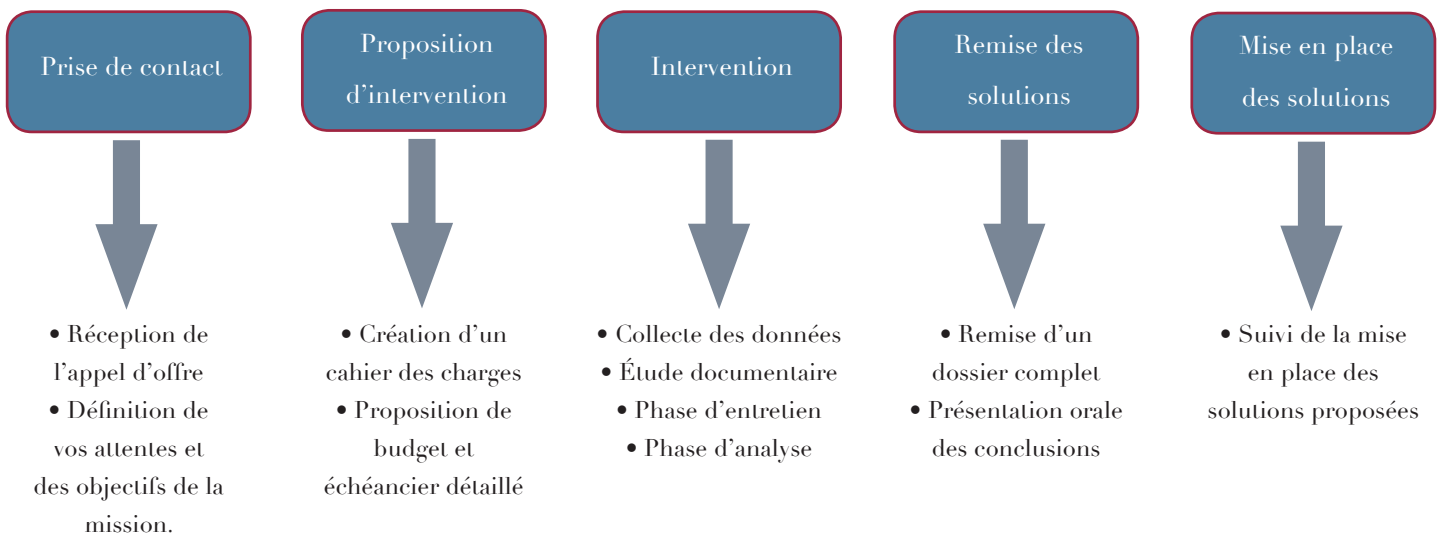 Prise de contact
Proposition
d’intervention
Intervention
Remise des
solutions
Mise en place
des solutions
• Réception de
l’appel d’offre
• Définition de
vos attentes et
des objectifs de la
mission.
• Création d’un
cahier des charges
• Proposition de
budget et
échéancier détaillé
• Collecte des données
• Étude documentaire
• Phase d’entretien
• Phase d’analyse
• Remise d’un
dossier complet
• Présentation orale
des conclusions
• Suivi de la mise
en place des
solutions proposées